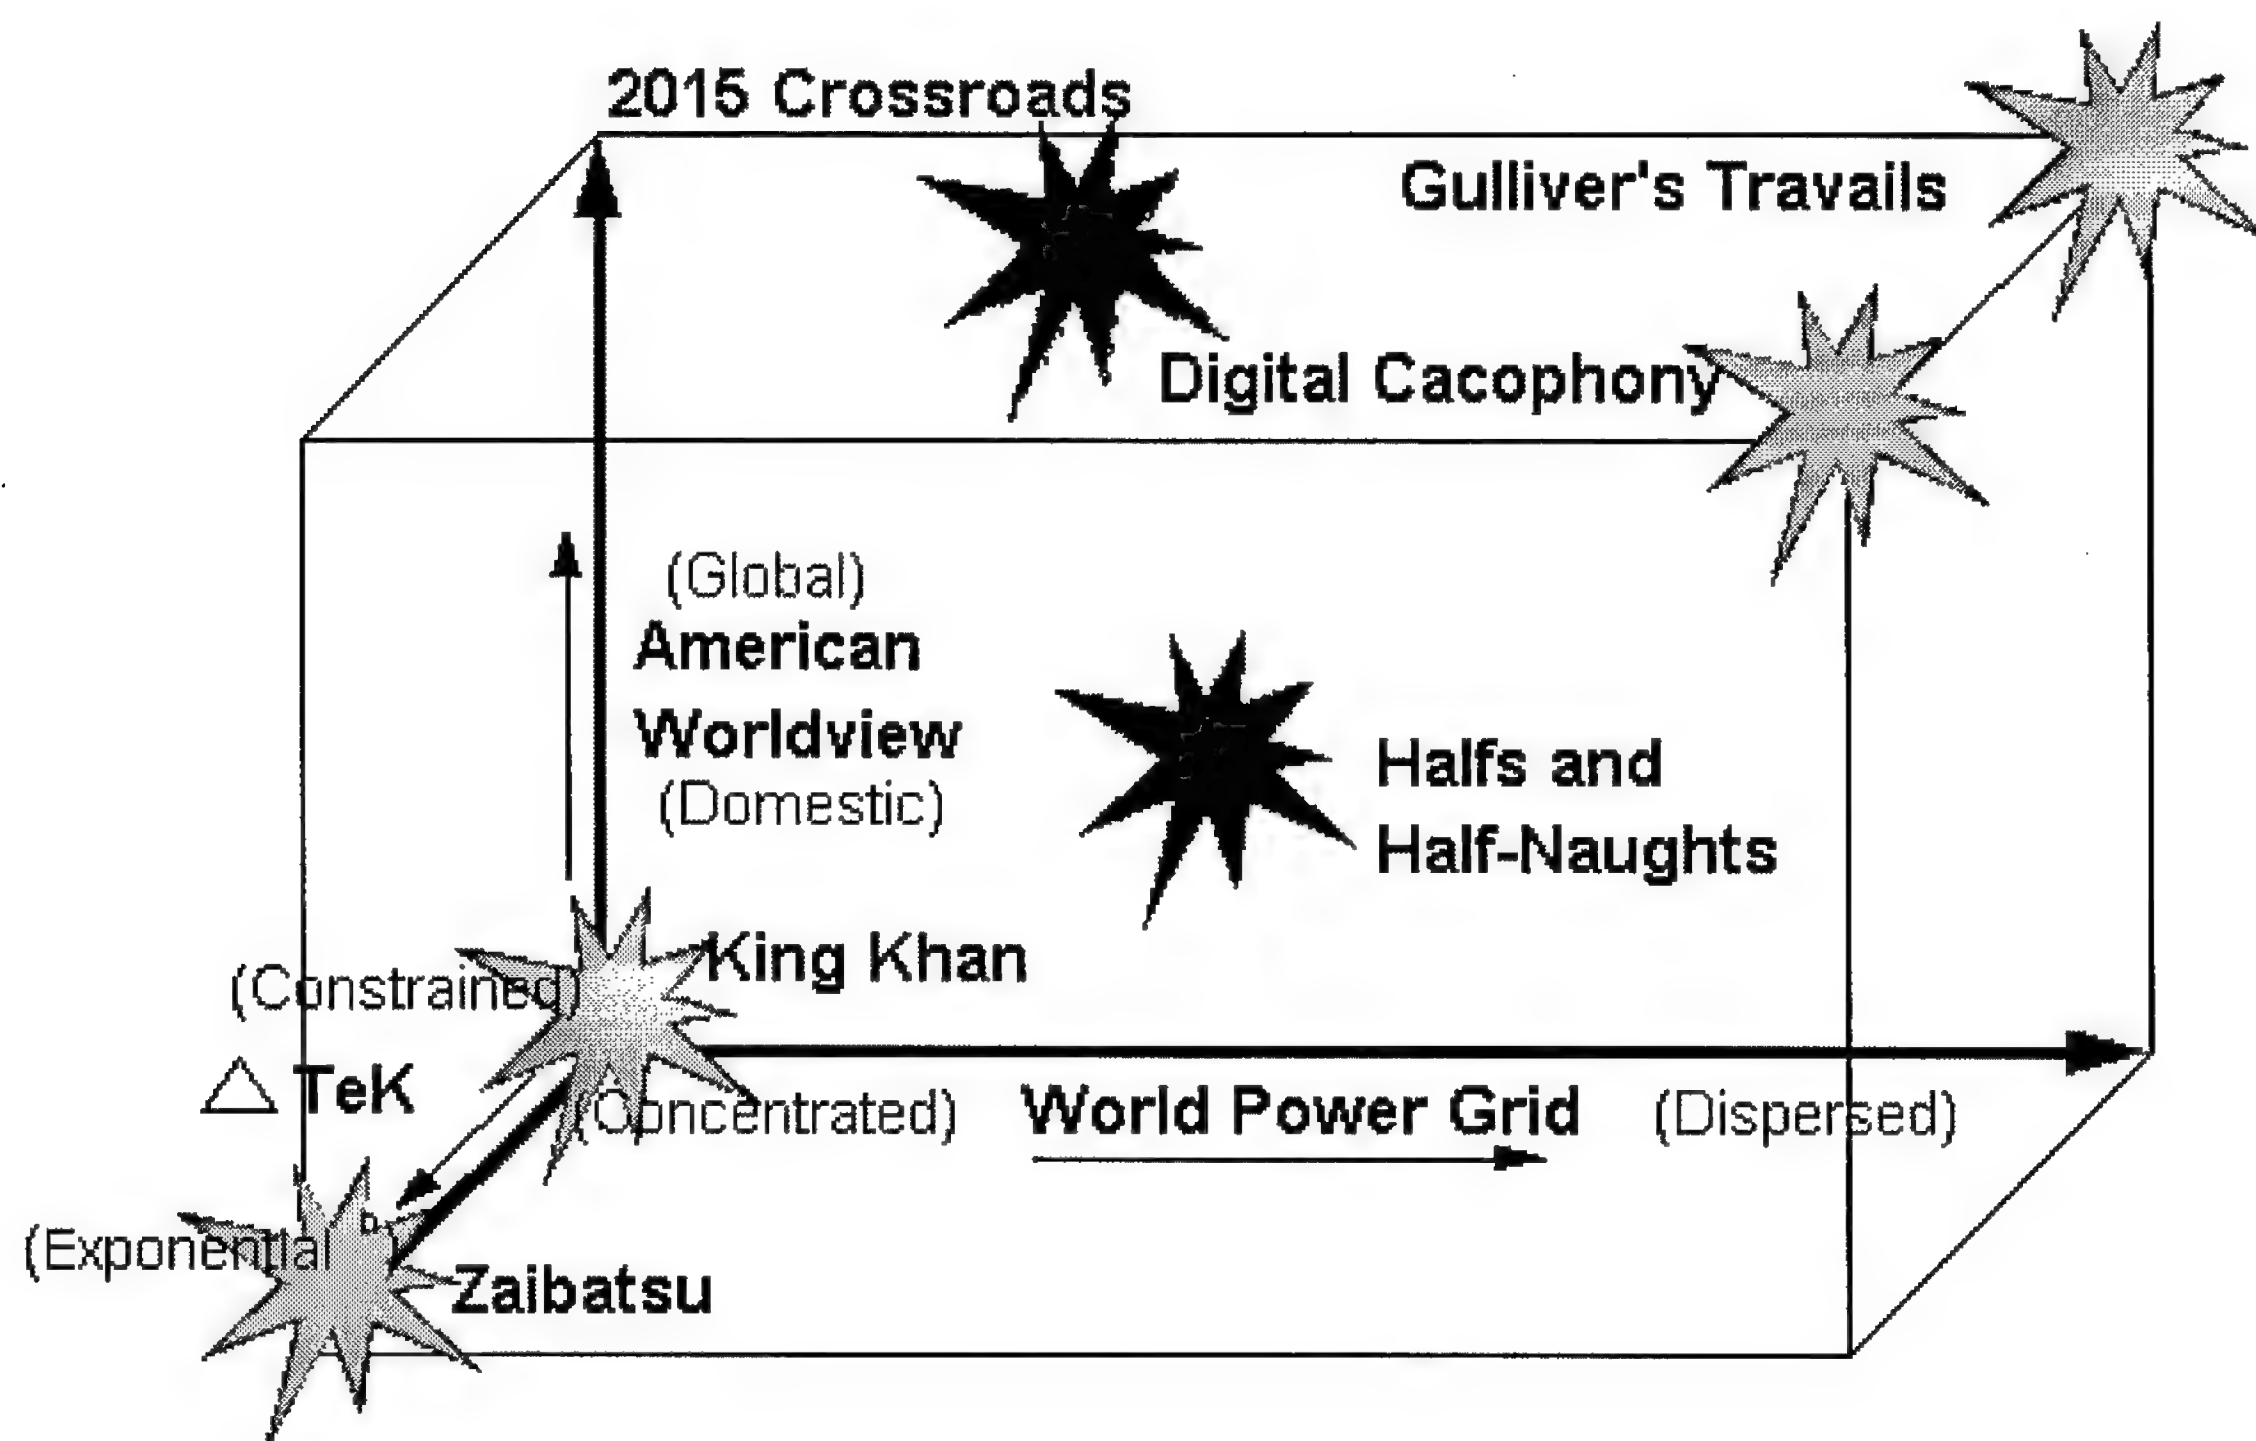 2015 Crossroads
Gulliver's Travails
Digital Cacophony
(Global)
American
Worldview
(Domestic)
Halfs and
Half-Naughts
King Khan
(Constrained)
△ TeK
(Concentrated) World Power Grid (Dispersed)
(Exponential )
Zaibatsu